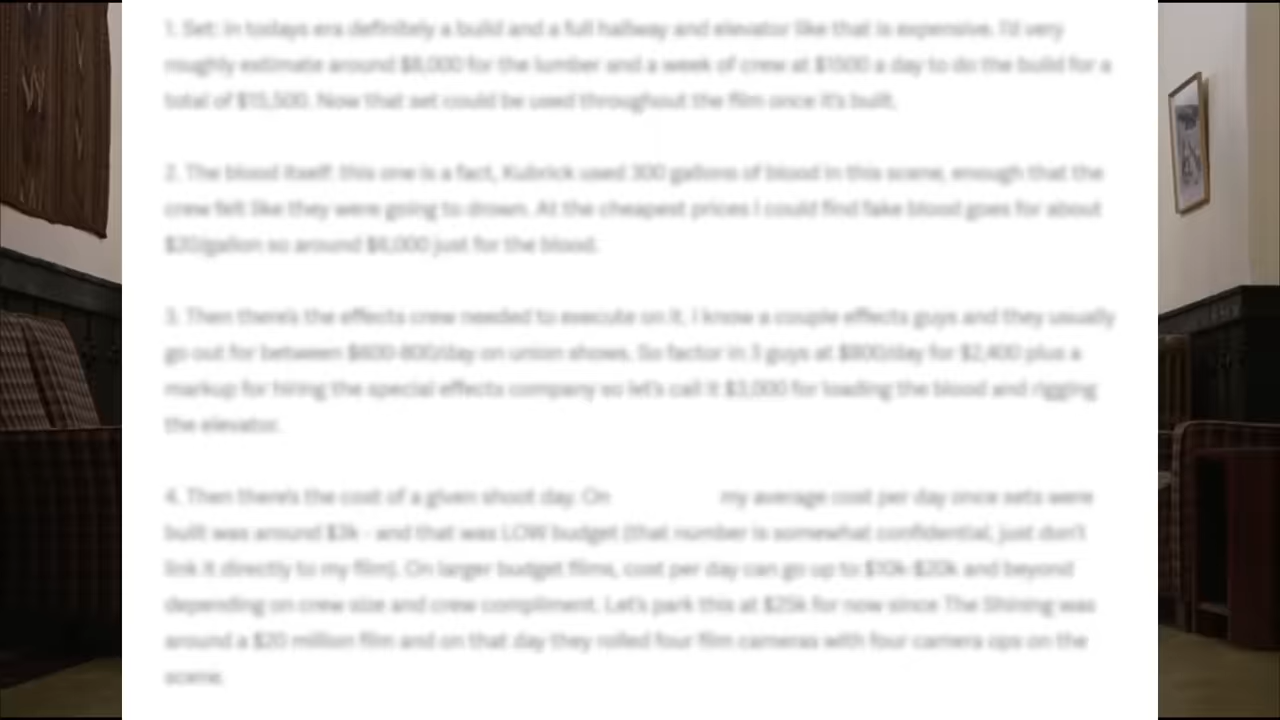 1. Set: in todays era definitely a build and a full hallway and elevator like that is expensive. I'd very
roughly estimate around $8,000 for the lumber and a week of crew at $1500 a day to do the build for a
total of $15,500. Now that set could be used throughout the film once it's built.
2. The blood itself: this one is a fact, Kubrick used 300 gallons of blood in this scene, enough that the
crew felt like they were going to drown. At the cheapest prices I could find fake blood goes for about
$20/gallon so around $6,000 just for the blood.
3. Then there's the effects crew needed to execute on it. I know a couple effects guys and they usually
go out for between $600-800/day on union shows. So factor in 3 guys at $800/day for $2,400 plus a
markup for hiring the special effects company so let's call it $3,000 for loading the blood and rigging
the elevator.
4. Then there's the cost of a given shoot day. On my average cost per day once sets were
built was around $3k - and that was LOW budget (that number is somewhat confidential, just don't
link it directly to my film). On larger budget films, cost per day can go up to $10k-$20k and beyond
depending on crew size and crew compliment. Let's park this at $25k for now since The Shining was
around a $20 million film and on that day they rolled four film cameras with four camera ops on the
scene.